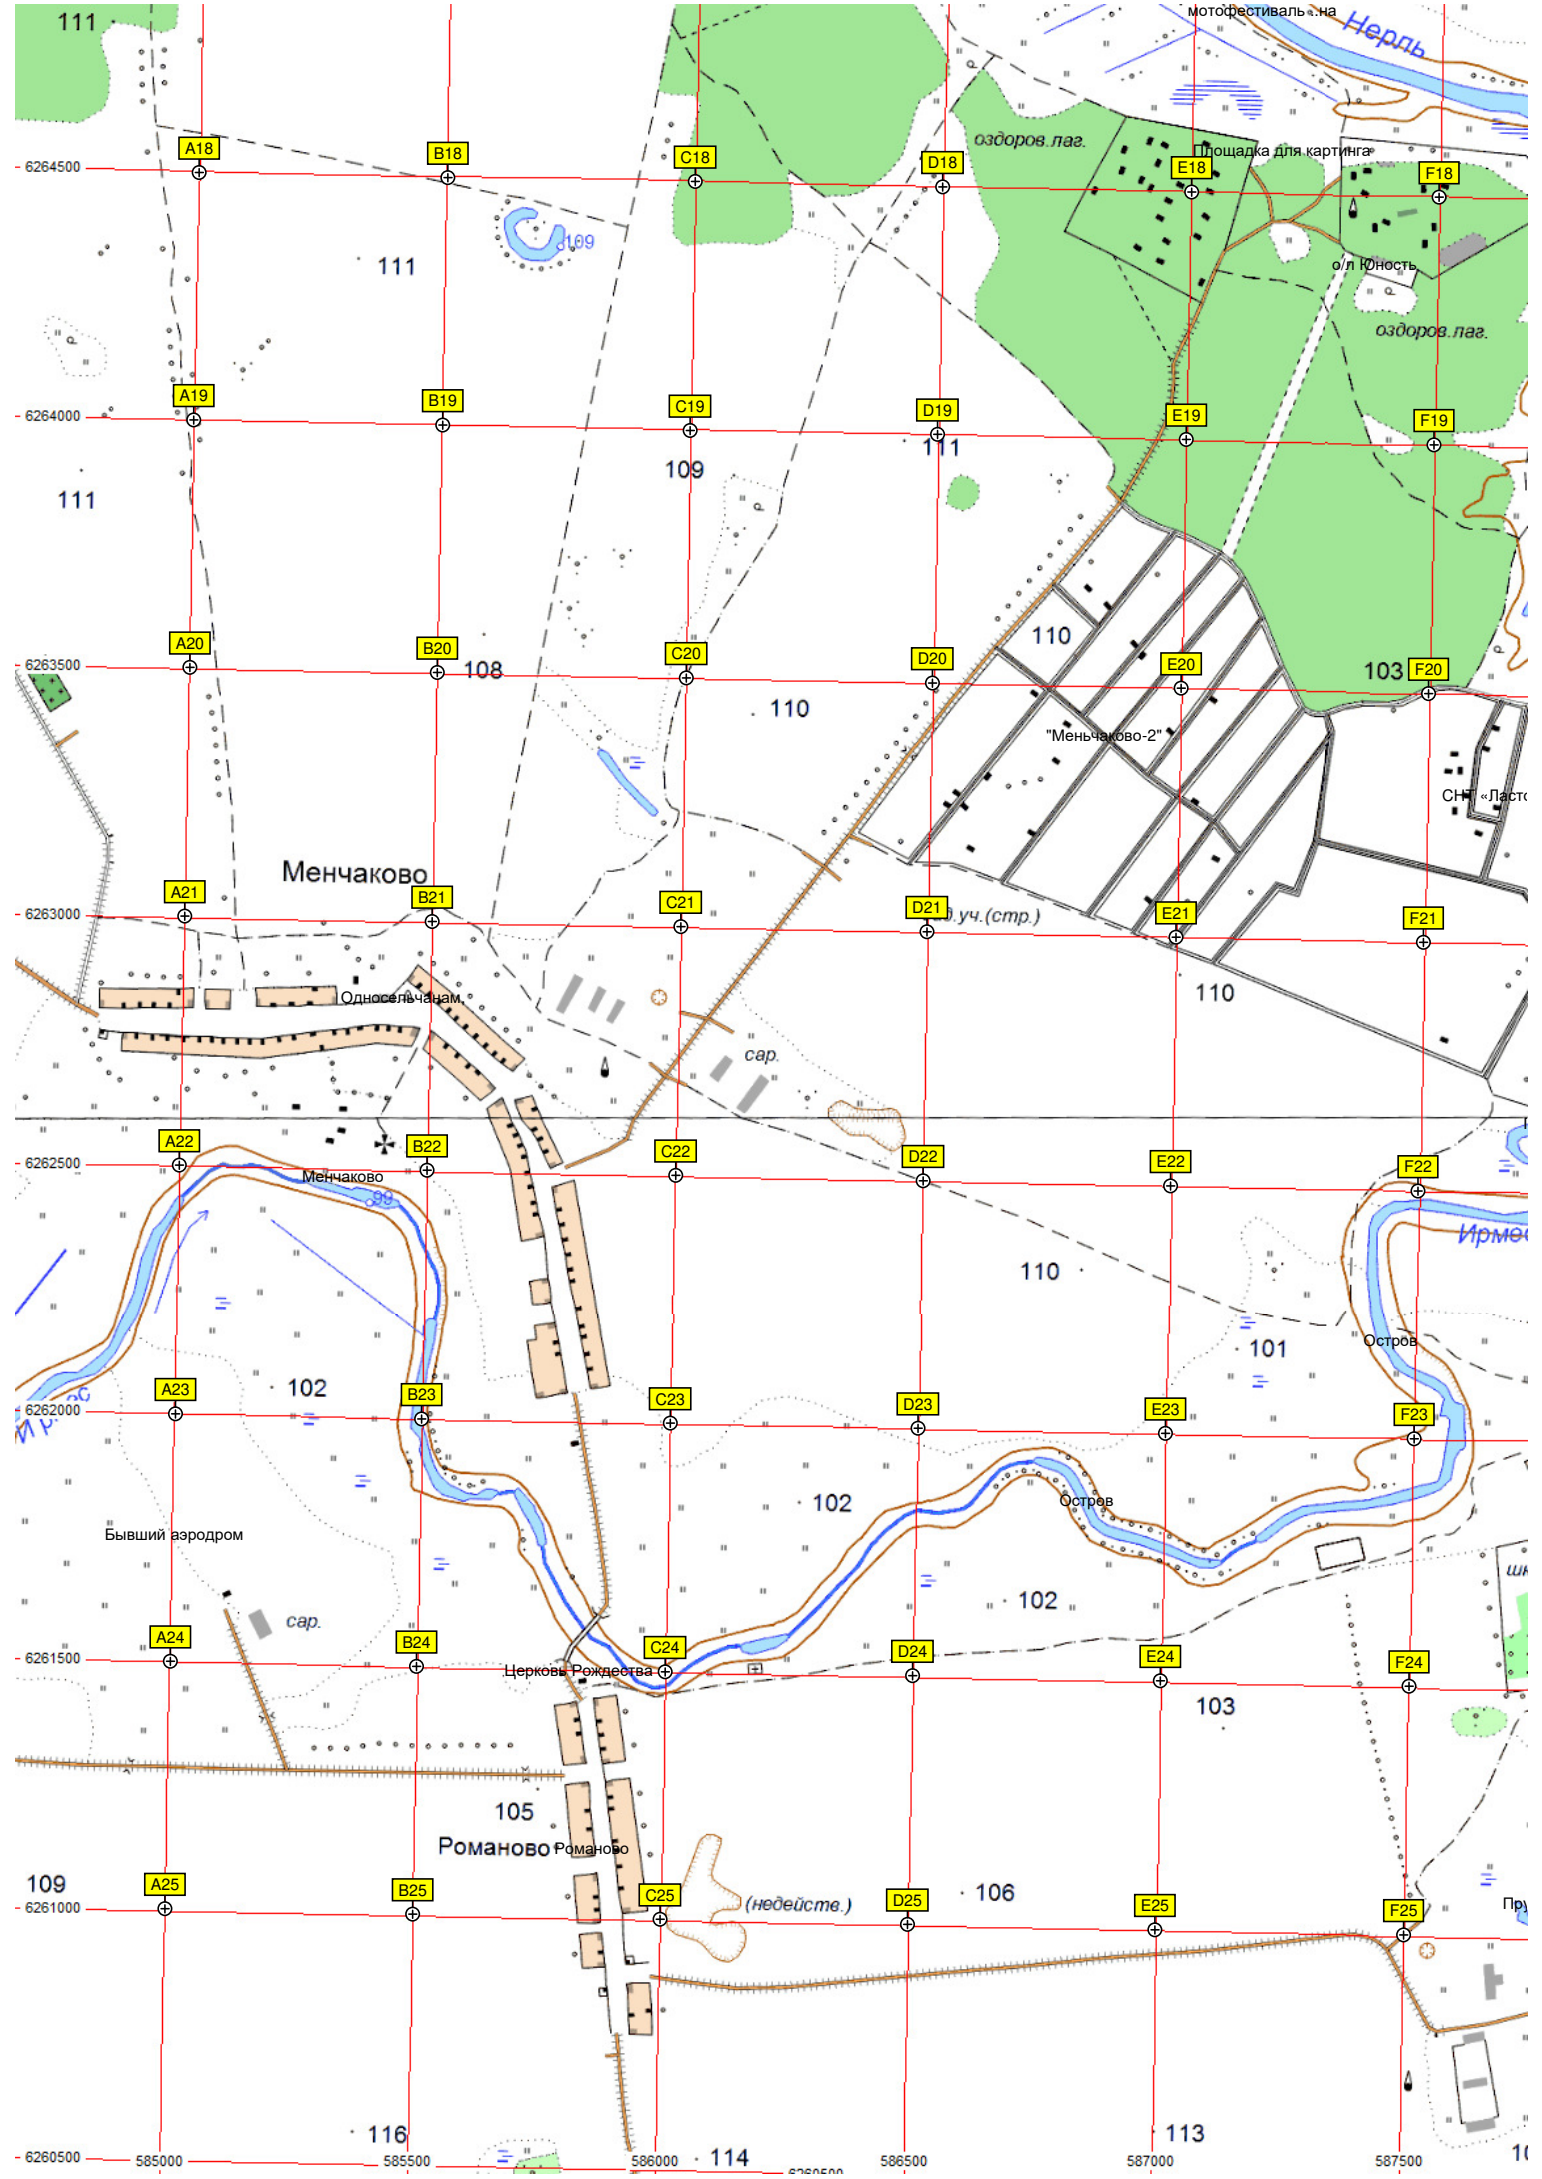 мотофестиваль
111
Нерль
оздоров.лаг.
Площадка для картинга
A18
B18
C18
D18
E18
F18
6264500
109
111
о/л Юность
оздоров.лаг.
A19
B19
C19
D19
E19
F19
6264000
111
109
111
110
A20
B20
C20
D20
E20
F20
6263500
108
103
110
"Меньчаково-2"
СНТ «Ласто
Менчаково
A21
B21
C21
D21
E21
F21
6263000
уч.(стр.)
Односельчанам
110
сар.
A22
B22
C22
D22
E22
F22
6262500
Менчаково
99
Ирмес
110
101
Остров
102
A23
B23
C23
D23
E23
F23
6262000
102
Остров
Бывший аэродром
102
шк
сар.
A24
B24
C24
D24
E24
F24
6261500
Церковь Рождества
103
105
Романово
Романово
109
A25
B25
C25
D25
E25
F25
6261000
(недейств.)
106
Пру
116
114
113
6260500
585000
585500
586000
586500
587000
587500